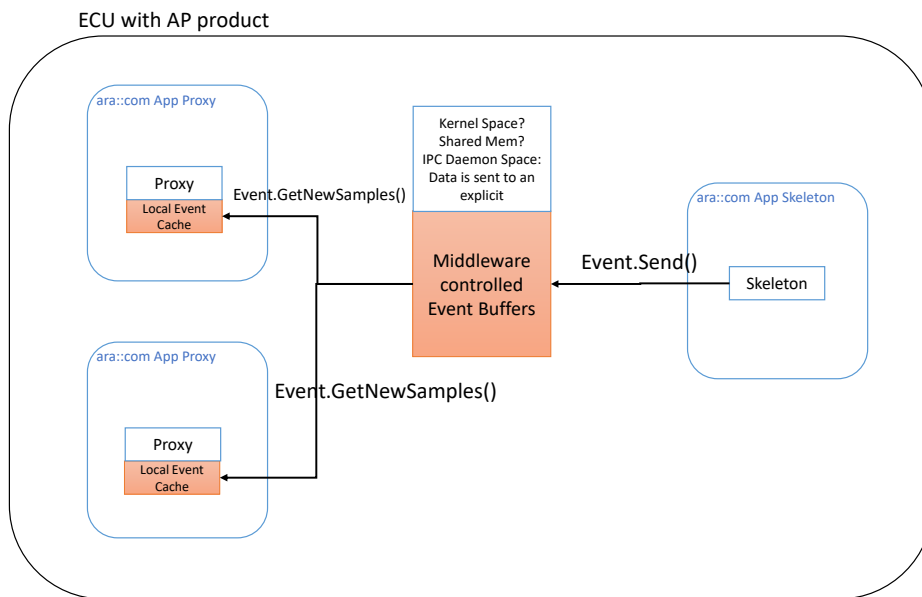 ECU with AP product
ara::com App Proxy
Proxy
Local Event
Cache
Event.GetNewSamples()
Kernel Space?
Shared Mem?
IPC Daemon Space:
Data is sent to an
explicit
Middleware
controlled
Event Buffers
Event.Send()
ara::com App Skeleton
Skeleton
ara::com App Proxy
Event.GetNewSamples()
Proxy
Local Event
Cache